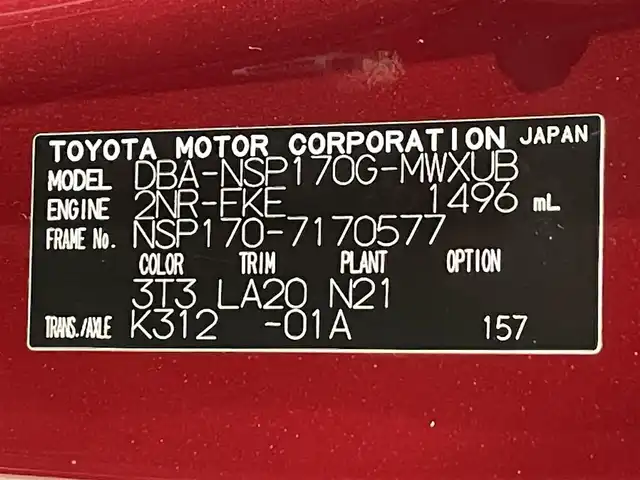 TOYOTA MOTOR CORPORATION JAPAN
MODEL DBA-NSP170G-MWXUB
ENGINE 2NR-FKE 1496 mL
FRAME No. NSP170-7170577
COLOR TRIM PLANT OPTION
3T3 LA20 N21
TRANS./AXLE K312 -01A 157